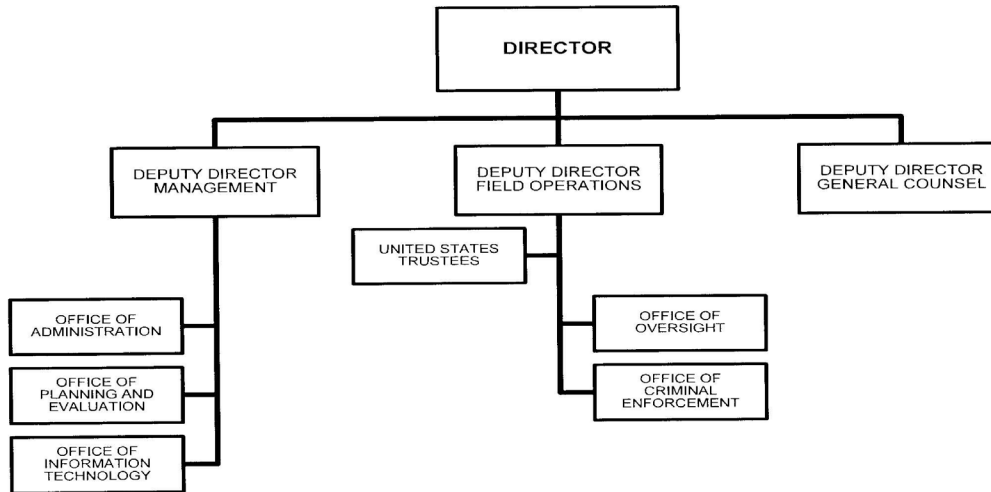 DIRECTOR
DEPUTY DIRECTOR
MANAGEMENT
DEPUTY DIRECTOR
FIELD OPERATIONS
DEPUTY DIRECTOR
GENERAL COUNSEL
UNITED STATES
TRUSTEES
OFFICE OF
ADMINISTRATION
OFFICE OF
OVERSIGHT
OFFICE OF
PLANNING AND
EVALUATION
OFFICE OF
CRIMINAL
ENFORCEMENT
OFFICE OF
INFORMATION
TECHNOLOGY